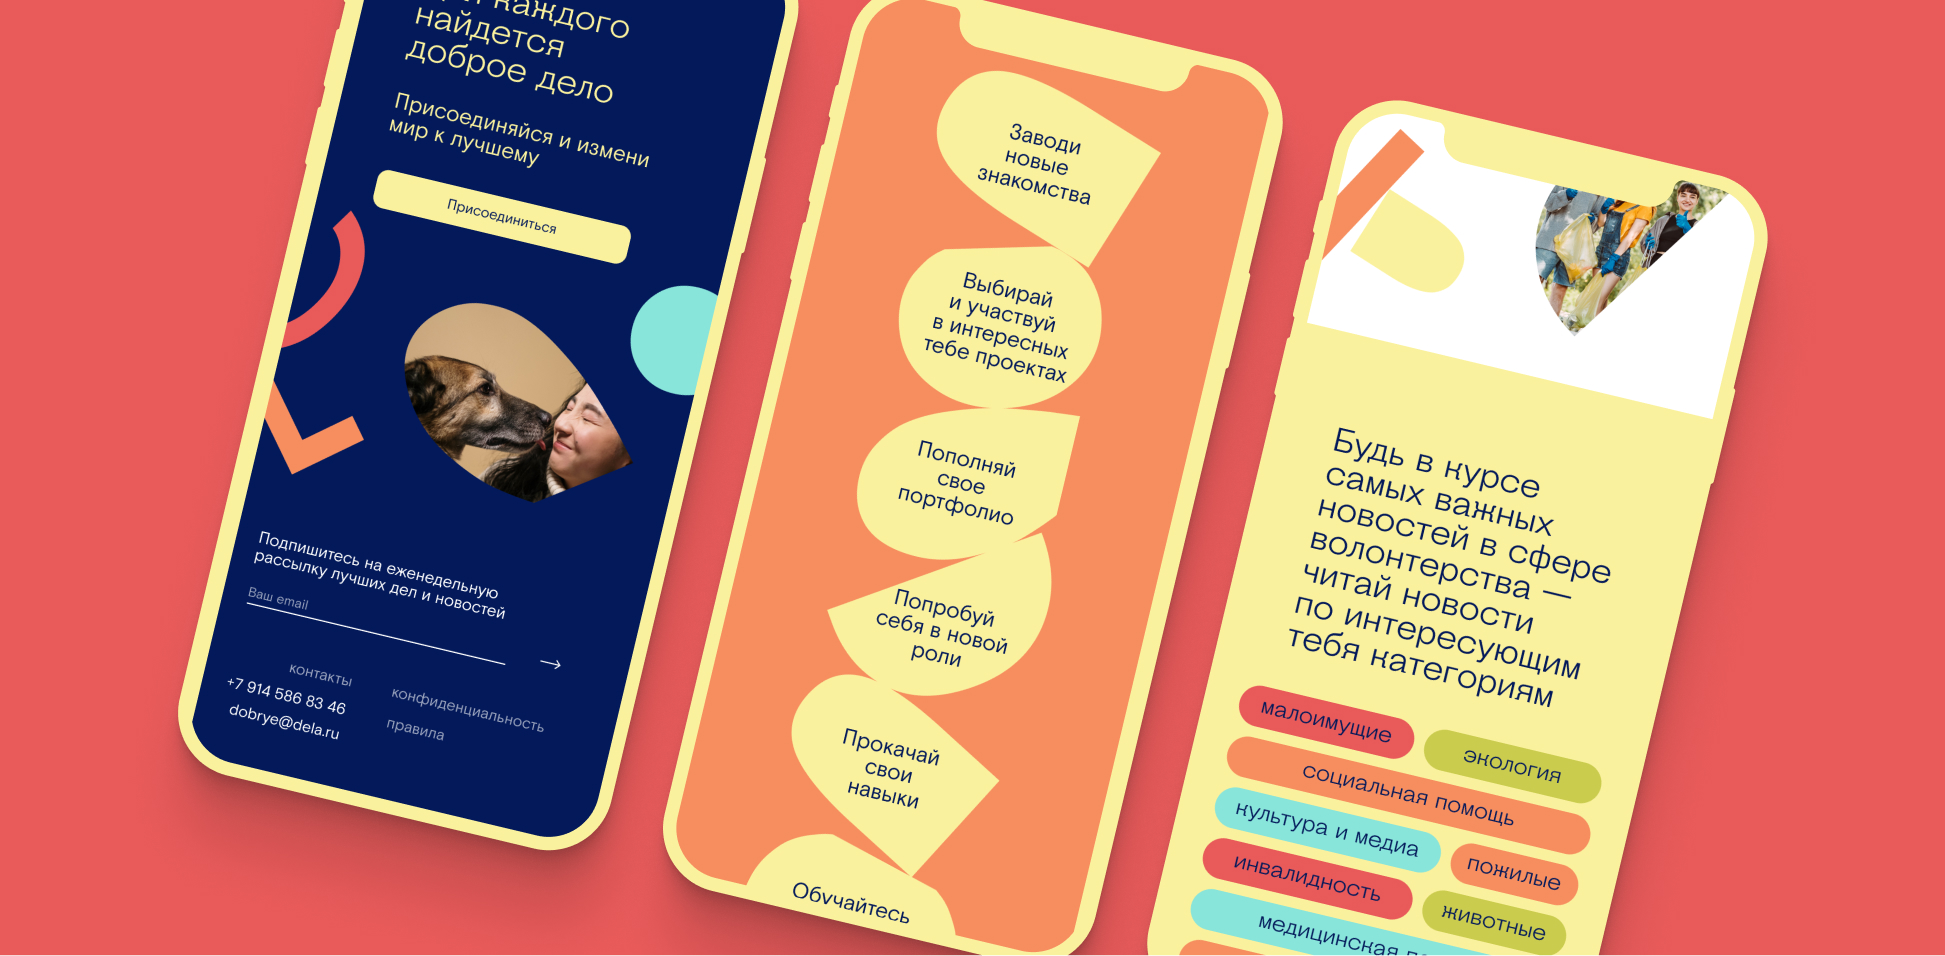 каждого
найдется
доброе дело
Присоединяйся и измени
мир к лучшему
Присоединиться
Подпишитесь на еженедельную
рассылку лучших дел и новостей
Ваш email
→
контакты
+7 914 586 83 46
dobrye@dela.ru
конфиденциальность
правила
Заводи
новые
знакомства
Выбирай
и участвуй
в интересных
тебе проектах
Пополняй
свое
портфолио
Попробуй
себя в новой
роли
Прокачай
свои
навыки
Обучайтесь
Будь в курсе
самых важных
новостей в сфере
волонтерства —
читай новости
по интересующим
тебя категориям
малоимущие
экология
социальная помощь
культура и медиа
пожилые
инвалидность
животные
медицинская